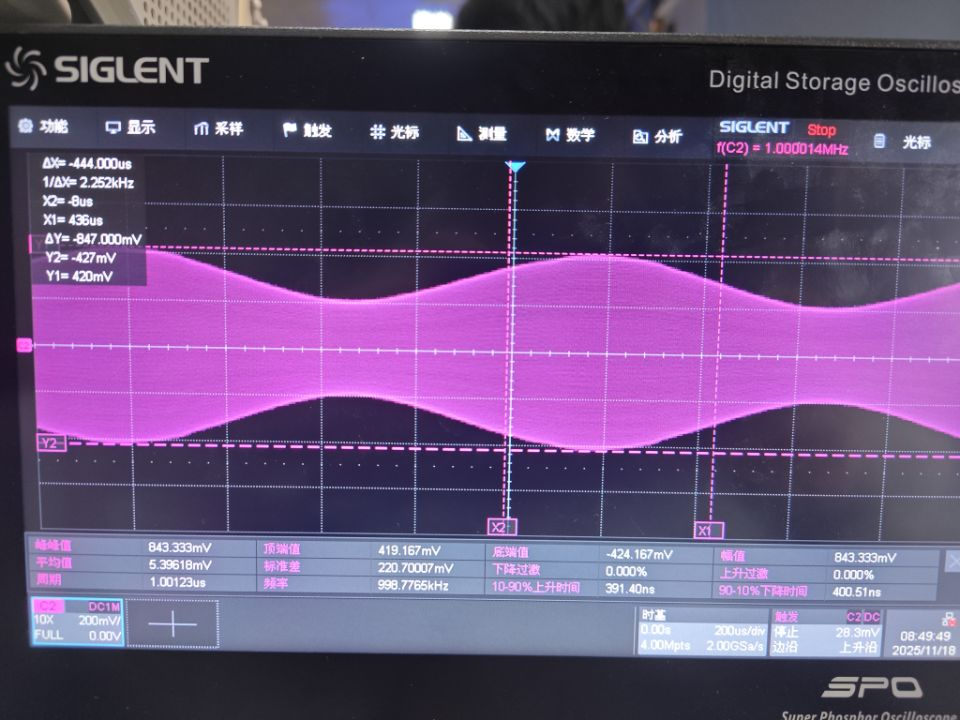 SIGLENT
Digital Storage Oscillos
功能 显示 采样 触发 光标 测量 数学 分析 SIGLENT Stop 光标
f(C2) = 1.000014MHz
ΔX= -444.000us
1/ΔX= 2.252kHz
X2= -8us
X1= 436us
ΔY= -847.000mV
Y2= -427mV
Y1= 420mV
Y2
X2 X1
峰峰值 843.333mV 顶端值 419.167mV 底端值 -424.167mV 幅值 843.333mV
平均值 5.39618mV 标准差 220.70007mV 下降过激 0.000% 上升过激 0.000%
周期 1.00123us 频率 998.7765kHz 10-90%上升时间 391.40ns 90-10%下降时间 400.51ns
C2 DC1M
10X 200mV/
FULL 0.00V
时基
0.00s 200us/div
4.00Mpts 2.00GSa/s
触发 C2 DC
停止 28.3mV
边沿 上升沿
08:49:49
2025/11/18
SPO
Super Phosphor Oscilloscope